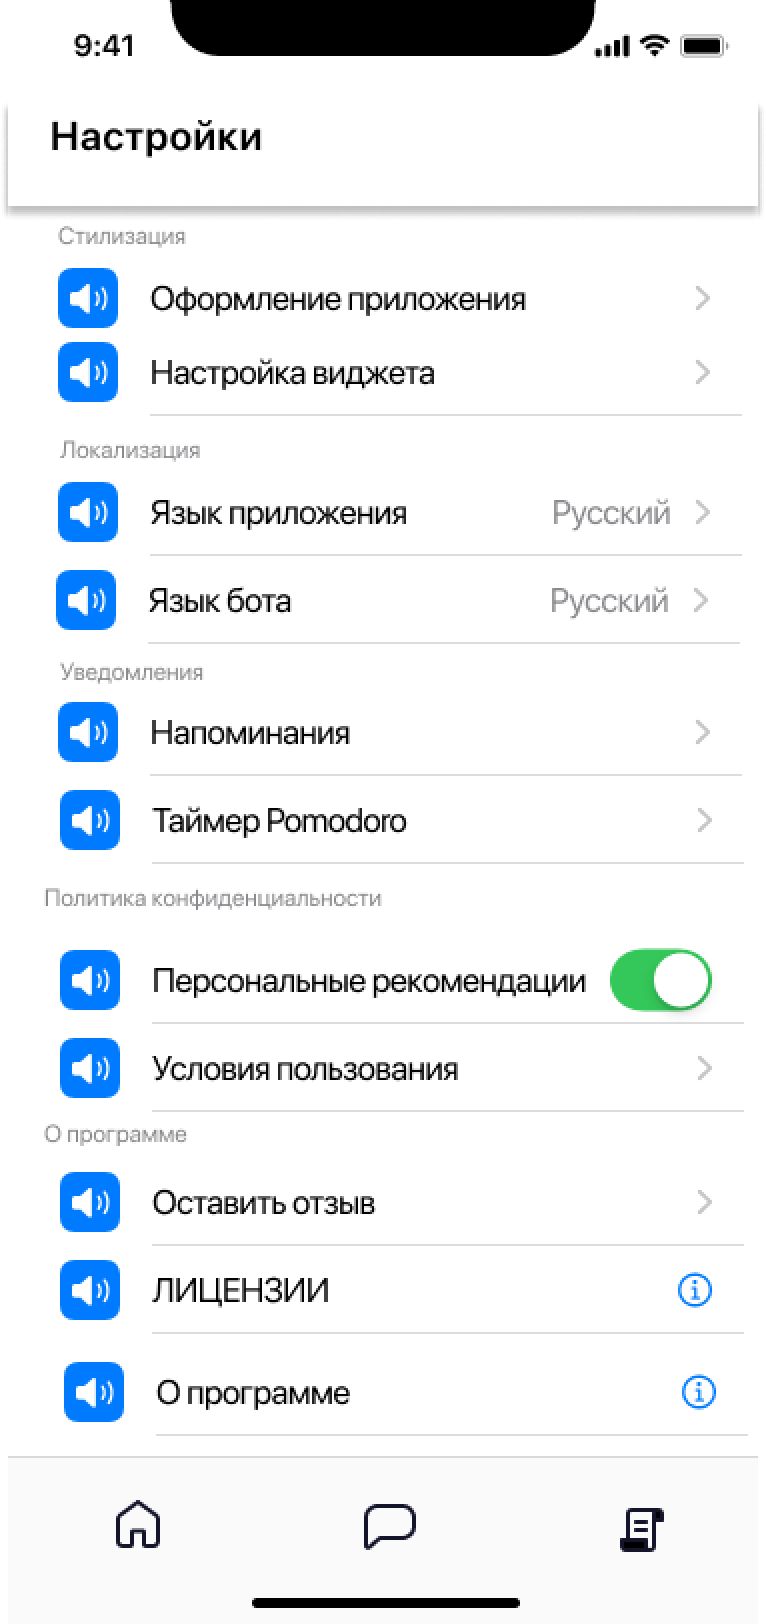 9:41
Настройки
Стилизация
Оформление приложения
Настройка виджета
Локализация
Язык приложения Русский
Язык бота Русский
Уведомления
Напоминания
Таймер Pomodoro
Политика конфиденциальности
Персональные рекомендации
Условия пользования
О программе
Оставить отзыв
ЛИЦЕНЗИИ
О программе